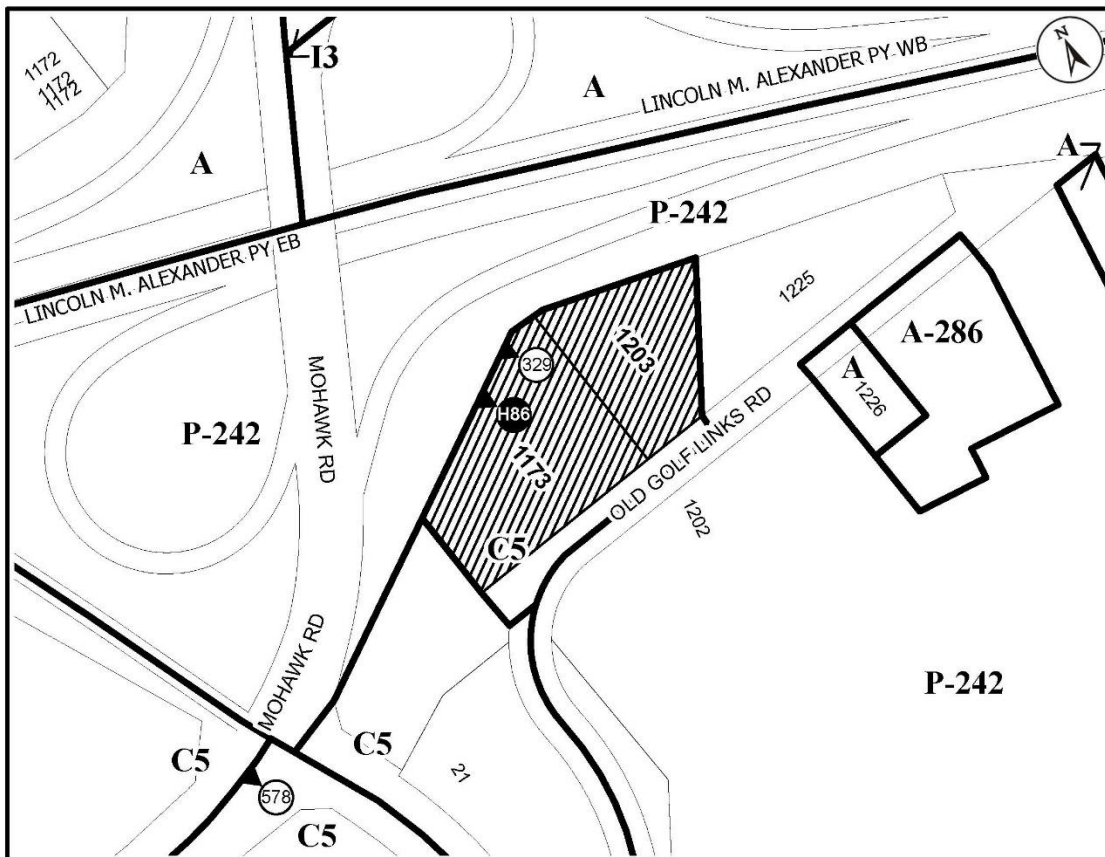 1172
1172
1172
I3
A
A
LINCOLN M. ALEXANDER PY WB
N
A
P-242
LINCOLN M. ALEXANDER PY EB
1225
A-286
1203
329
A
1226
MOHAWK RD
P-242
H86
1173
OLD GOLF LINKS RD
1202
C5
MOHAWK RD
P-242
C5
C5
21
578
C5